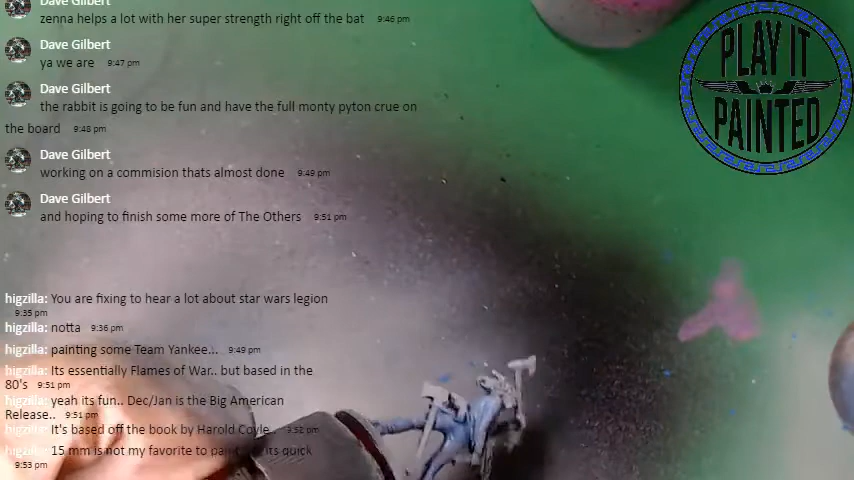 Dave Gilbert
zenna helps a lot with her super strength right off the bat 9:46 pm
Dave Gilbert
ya we are 9:47 pm
Dave Gilbert
the rabbit is going to be fun and have the full monty pyton crue on
the board 9:48 pm
Dave Gilbert
working on a commision thats almost done 9:49 pm
Dave Gilbert
and hoping to finish some more of The Others 9:51 pm
PLAY IT
PAINTED
higzilla: You are fixing to hear a lot about star wars legion
9:35 pm
higzilla: notta 9:36 pm
higzilla: painting some Team Yankee... 9:49 pm
higzilla: Its essentially Flames of War.. but based in the
80's 9:51 pm
higzilla: yeah its fun.. Dec/Jan is the Big American
Release.. 9:51 pm
higzilla: It's based off the book by Harold Coyle.. 9:52 pm
higzilla: 15 mm is not my favorite to its quick
9:53 pm